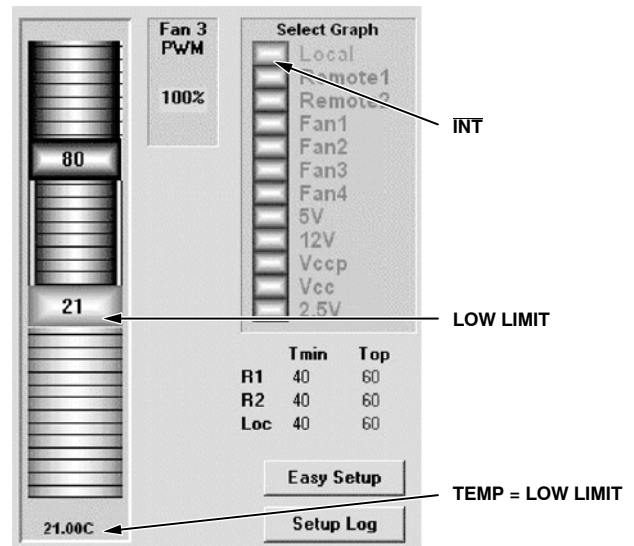 Fan 3
PWM
100%
80
21
21.00C
Select Graph
Local
Remote1
Remote2
Fan1
Fan2
Fan3
Fan4
5V
12V
Vccp
Vcc
2.5V
Tmin Top
R1 40 60
R2 40 60
Loc 40 60
Easy Setup
Setup Log
INT
LOW LIMIT
TEMP = LOW LIMIT